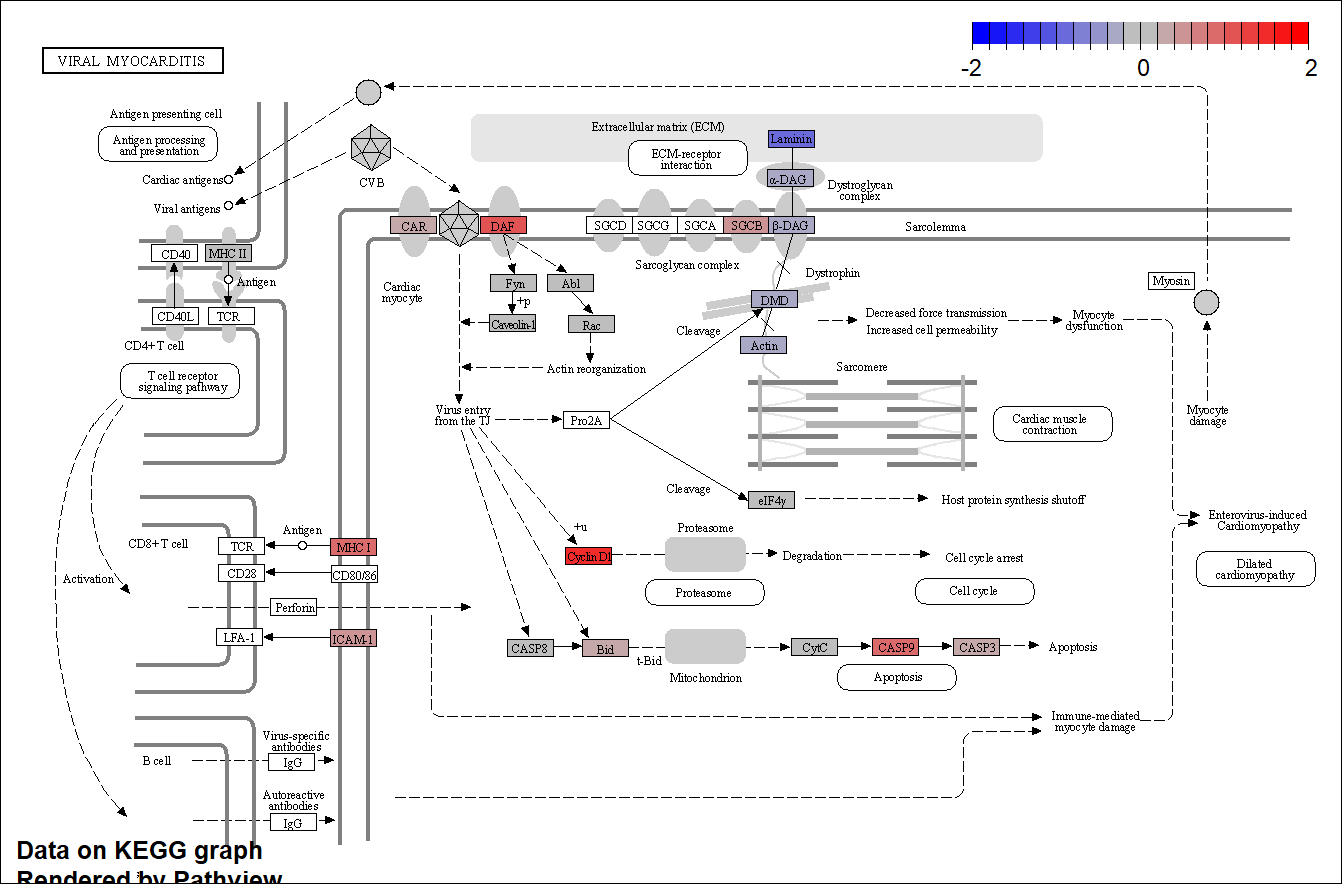 VIRAL MYOCARDITIS
-2
0
2
Antigen presenting cell
Antigen processing
and presentation
Cardiac antigens
Viral antigens
CVB
Extracellular matrix (ECM)
ECM-receptor
interaction
Laminin
α-DAG
Dystroglycan
complex
CAR
DAF
SGCD
SGCG
SGCA
SGCB
β-DAG
Sarcolemma
CD40
MHC II
Antigen
CD40L
TCR
CD4+T cell
T cell receptor
signaling pathway
Cardiac
myocyte
Fyn
Abl
+p
Caveolin-1
Rac
Actin reorganization
Sarcoglycan complex
Dystrophin
DMD
Cleavage
Actin
Decreased force transmission
Increased cell permeability
Myocyte
dysfunction
Myosin
Sarcomere
Cardiac muscle
contraction
Myocyte
damage
Virus entry
from the TJ
Pro2A
Cleavage
eIF4γ
Host protein synthesis shutoff
Enterovirus-induced
Cardiomyopathy
Dilated
cardiomyopathy
CD8+T cell
TCR
Antigen
MHC I
CD28
CD80/86
Activation
Perforin
LFA-1
ICAM-1
+u
Cyclin D1
Proteasome
Degradation
Cell cycle arrest
Proteasome
Cell cycle
CASP8
Bid
t-Bid
Mitochondrion
CytC
CASP9
CASP3
Apoptosis
Apoptosis
Immune-mediated
myocyte damage
B cell
Virus-specific
antibodies
IgG
Autoreactive
antibodies
IgG
Data on KEGG graph
Rendered by Pathview